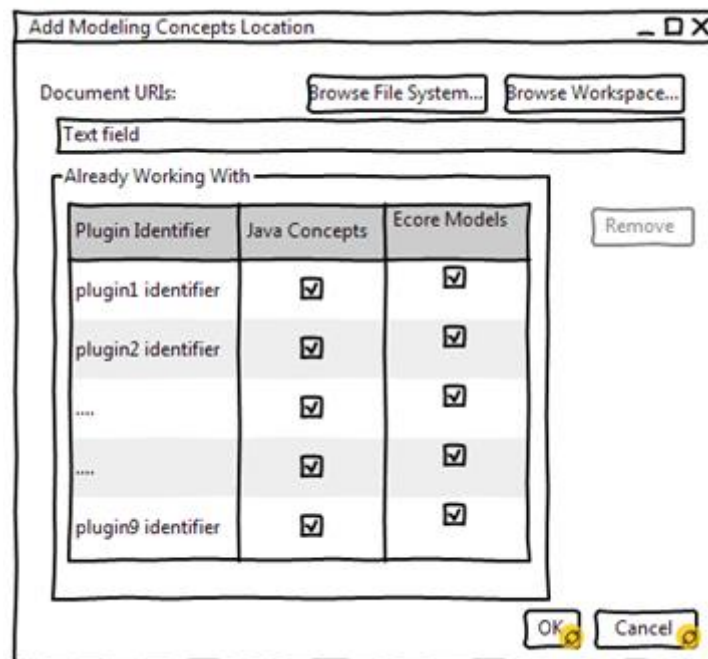 Add Modeling Concepts Location
Document URIs: Browse File System... Browse Workspace...
Text field
Already Working With
Plugin Identifier Java Concepts Ecore Models
Remove
plugin1 identifier
plugin2 identifier
....
....
plugin9 identifier
OK Cancel